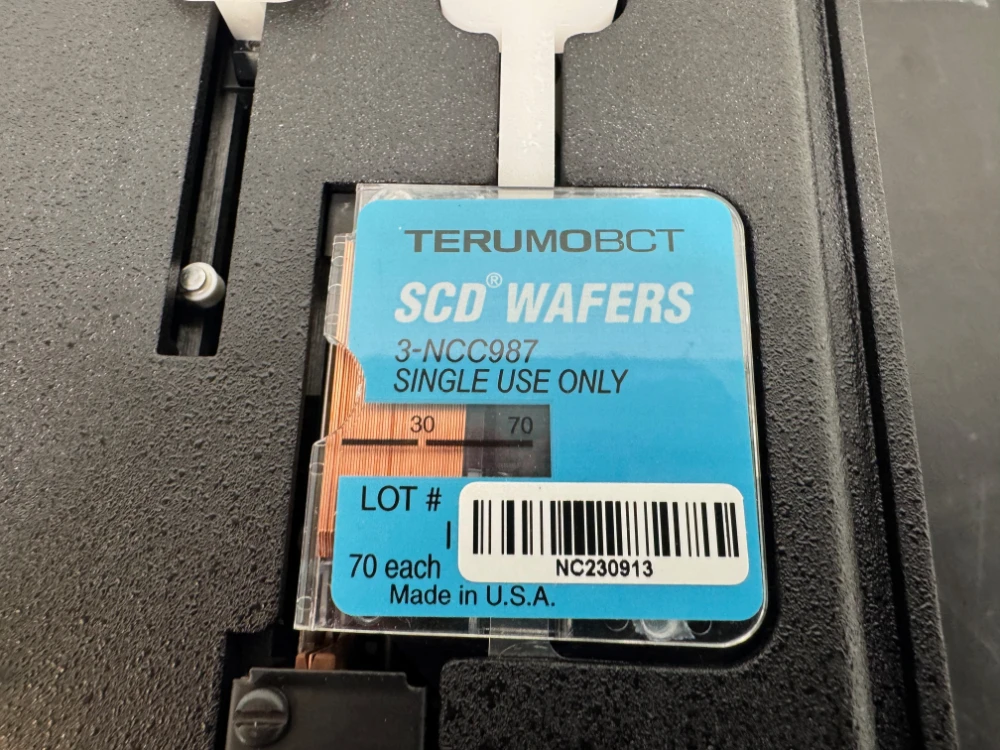 TERUMOBCT
SCD® WAFERS
3-NCC987
SINGLE USE ONLY
30 70
LOT #
NC230913
70 each
Made in U.S.A.